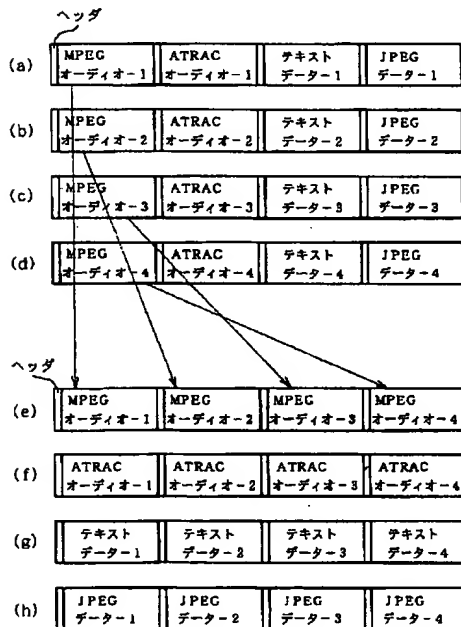 ヘッダ
(a)
MPEG オーディオ-1
ATRAC オーディオ-1
テキスト データ-1
JPEG データ-1
(b)
MPEG オーディオ-2
ATRAC オーディオ-2
テキスト データ-2
JPEG データ-2
(c)
MPEG オーディオ-3
ATRAC オーディオ-3
テキスト データ-3
JPEG データ-3
(d)
MPEG オーディオ-4
ATRAC オーディオ-4
テキスト データ-4
JPEG データ-4
ヘッダ
(e)
MPEG オーディオ-1
MPEG オーディオ-2
MPEG オーディオ-3
MPEG オーディオ-4
(f)
ATRAC オーディオ-1
ATRAC オーディオ-2
ATRAC オーディオ-3
ATRAC オーディオ-4
(g)
テキスト データ-1
テキスト データ-2
テキスト データ-3
テキスト データ-4
(h)
JPEG データ-1
JPEG データ-2
JPEG データ-3
JPEG データ-4